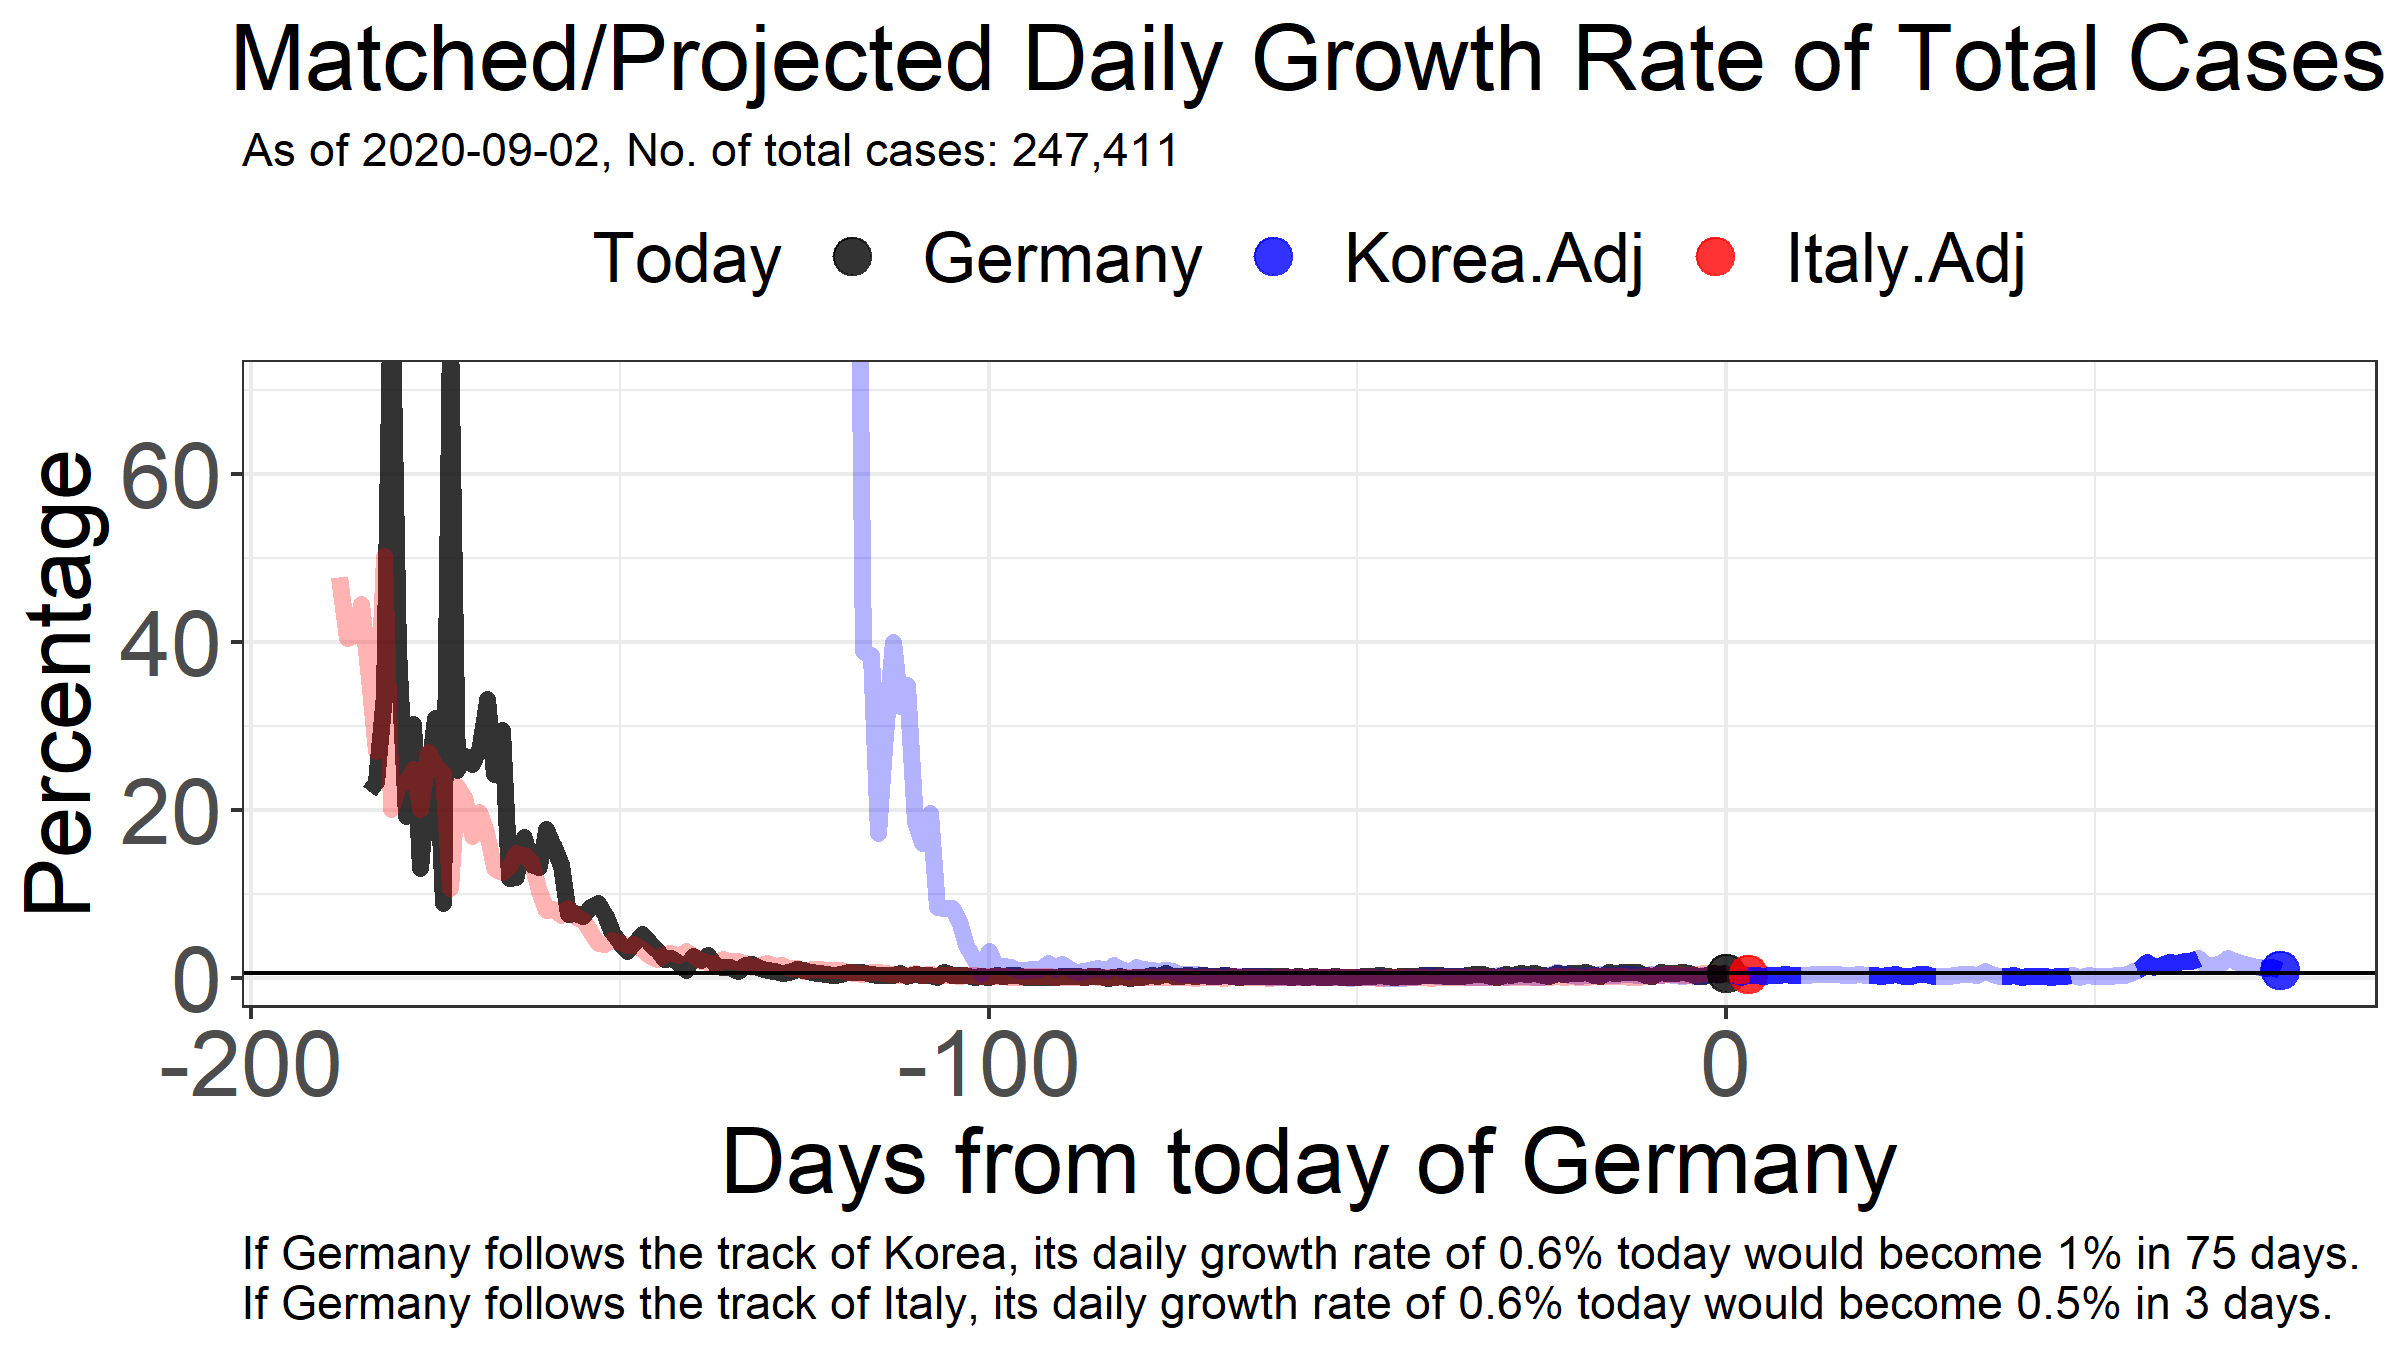 Matched/Projected Daily Growth Rate of Total Cases
As of 2020-09-02, No. of total cases: 247,411
Today Germany Korea.Adj Italy.Adj
Percentage
60
40
20
0
-200 -100 0
Days from today of Germany
If Germany follows the track of Korea, its daily growth rate of 0.6% today would become 1% in 75 days.
If Germany follows the track of Italy, its daily growth rate of 0.6% today would become 0.5% in 3 days.